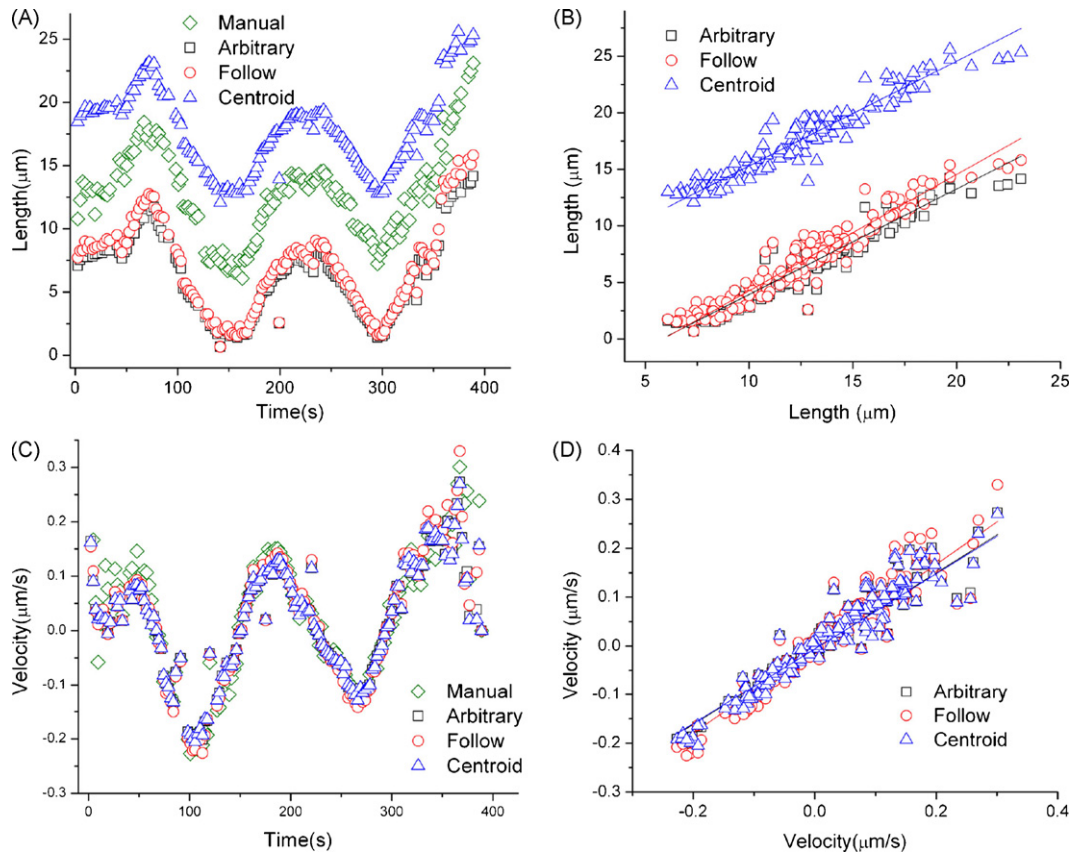 (A)
Manual
Arbitrary
Follow
Centroid
Length(μm)
25
20
15
10
5
0
0 100 200 300 400
Time(s)
(B)
Arbitrary
Follow
Centroid
Length (μm)
25
20
15
10
5
0
5 10 15 20 25
Length (μm)
(C)
Velocity(μm/s)
0.3
0.2
0.1
0.0
-0.1
-0.2
-0.3
Manual
Arbitrary
Follow
Centroid
0 100 200 300 400
Time(s)
(D)
Velocity (μm/s)
0.4
0.3
0.2
0.1
0.0
-0.1
-0.2
-0.3
Arbitrary
Follow
Centroid
-0.2 0.0 0.2 0.4
Velocity(μm/s)